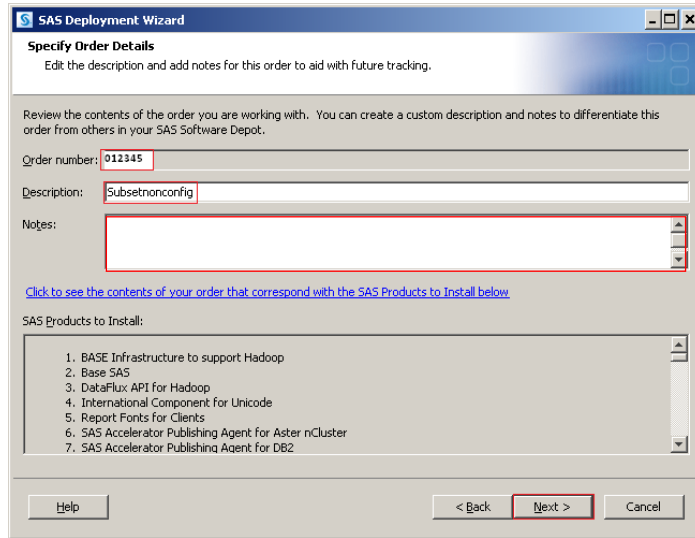 SAS Deployment Wizard
Specify Order Details
Edit the description and add notes for this order to aid with future tracking.
Review the contents of the order you are working with. You can create a custom description and notes to differentiate this
order from others in your SAS Software Depot.
Order number: 012345
Description: Subsetnonconfig
Notes:
Click to see the contents of your order that correspond with the SAS Products to Install below
SAS Products to Install:
1. BASE Infrastructure to support Hadoop
2. Base SAS
3. DataFlux API for Hadoop
4. International Component for Unicode
5. Report Fonts for Clients
6. SAS Accelerator Publishing Agent for Aster nCluster
7. SAS Accelerator Publishing Agent for DB2
Help < Back Next > Cancel